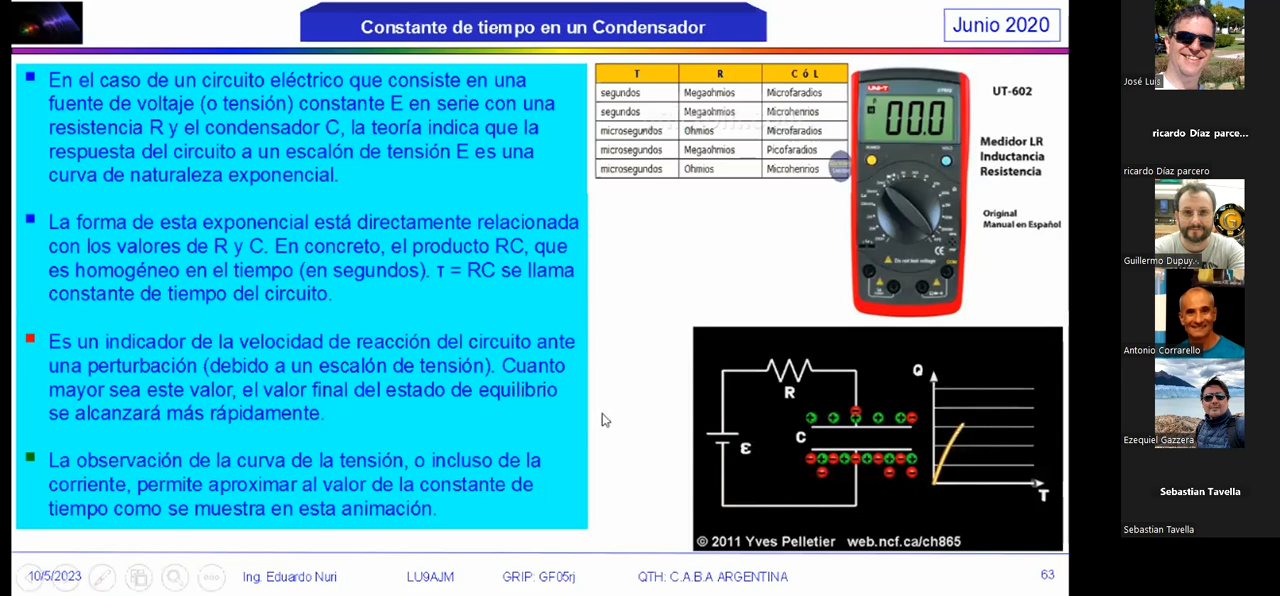 Constante de tiempo en un Condensador
Junio 2020
En el caso de un circuito eléctrico que consiste en una
fuente de voltaje (o tensión) constante E en serie con una
resistencia R y el condensador C, la teoría indica que la
respuesta del circuito a un escalón de tensión E es una
curva de naturaleza exponencial.
La forma de esta exponencial está directamente relacionada
con los valores de R y C. En concreto, el producto RC, que
es homogéneo en el tiempo (en segundos). τ = RC se llama
constante de tiempo del circuito.
Es un indicador de la velocidad de reacción del circuito ante
una perturbación (debido a un escalón de tensión). Cuanto
mayor sea este valor, el valor final del estado de equilibrio
se alcanzará más rápidamente.
La observación de la curva de la tensión, o incluso de la
corriente, permite aproximar al valor de la constante de
tiempo como se muestra en esta animación.
T R C ó L
segundos Megaohmios Microfaradios
segundos Megaohmios Microhenrios
microsegundos Ohmios Microfaradios
microsegundos Megaohmios Picofaradios
microsegundos Ohmios Microhenrios
UNI-T
00.0
CE
Do not test voltage
UT-602
Medidor LR
Inductancia
Resistencia
Original
Manual en Español
R
C
ε
Q
T
© 2011 Yves Pelletier web.ncf.ca/ch865
10/5/2023
Ing. Eduardo Nuri
LU9AJM
GRIP: GF05rj
QTH: C.A.B.A ARGENTINA
63
José Luis
ricardo Díaz parce...
ricardo Díaz parcero
Guillermo Dupuy
Antonio Corrarello
Ezequiel Gazzera
Sebastian Tavella
Sebastian Tavella